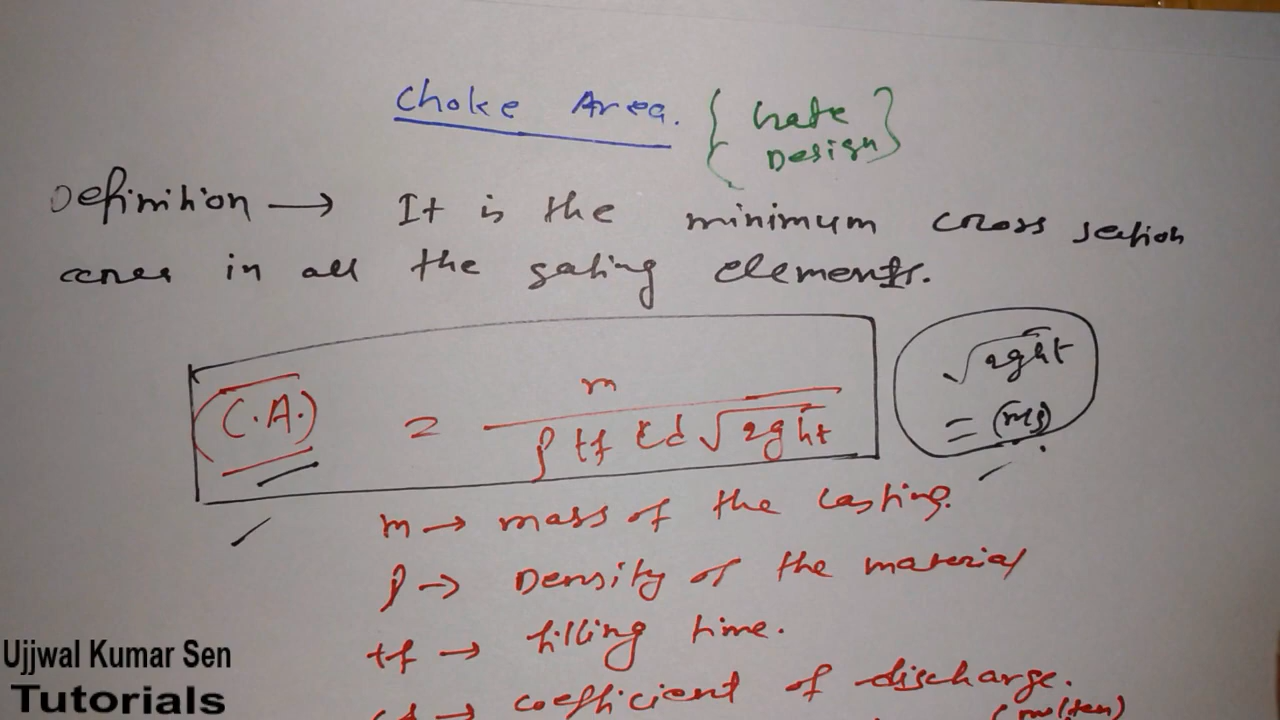 Choke Area. { Gate
Design }
Definition → It is the minimum cross section
area in all the gating elements.
(C.A.) = m / ρ tf Cd √2ght
√2ght
= (m/s)
m → mass of the casting.
ρ → Density of the material
tf → filling time.
cd → coefficient of discharge.
(molten)
Ujjwal Kumar Sen
Tutorials